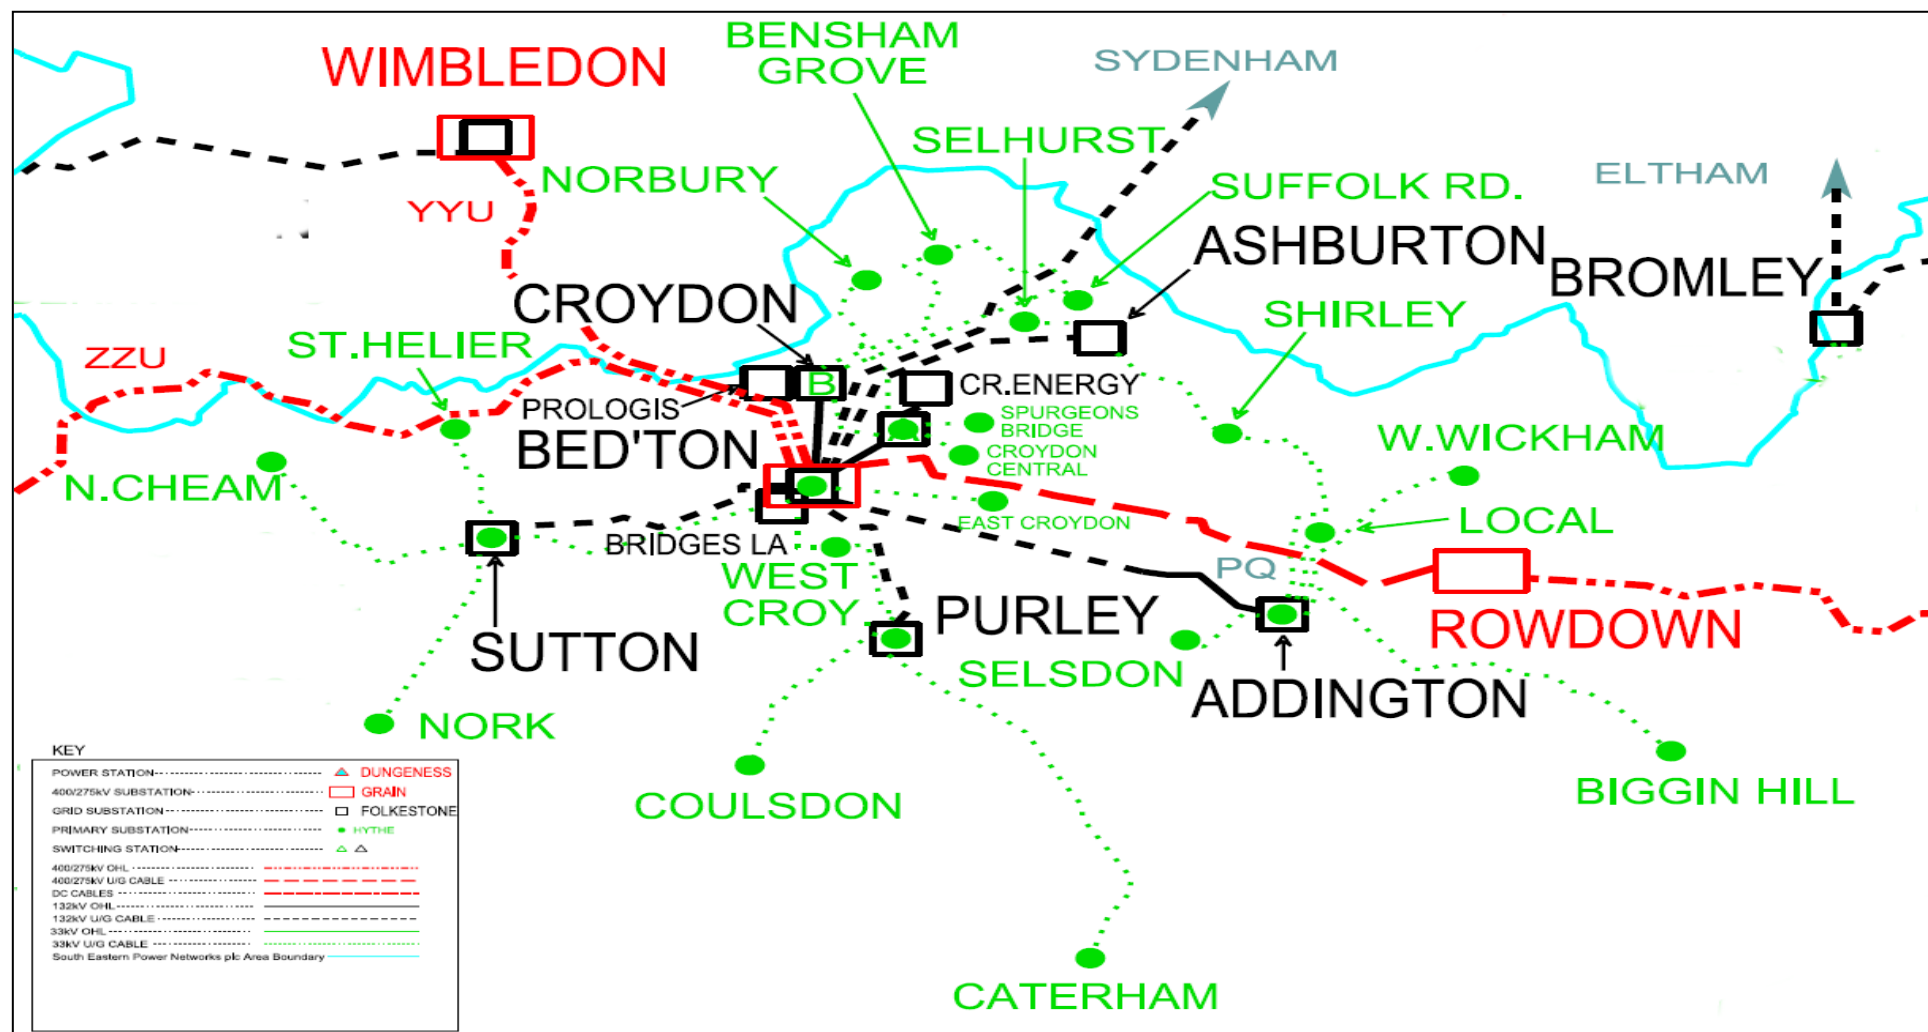 BENSHAM
GROVE
WIMBLEDON
SYDENHAM
SELHURST
NORBURY
SUFFOLK RD.
ELTHAM
YYU
ASHBURTON
BROMLEY
CROYDON
SHIRLEY
ST.HELIER
ZZU
B
CR.ENERGY
PROLOGIS
A
SPURGEONS
BRIDGE
BED'TON
W.WICKHAM
CROYDON
CENTRAL
N.CHEAM
EAST CROYDON
LOCAL
BRIDGES LA
WEST
CROY
PQ
PURLEY
ROWDOWN
SUTTON
SELSDON
ADDINGTON
NORK
COULSDON
BIGGIN HILL
CATERHAM
KEY
POWER STATION DUNGENESS
400/275kV SUBSTATION GRAIN
GRID SUBSTATION FOLKESTONE
PRIMARY SUBSTATION HYTHE
SWITCHING STATION
400/275kV OHL
400/275kV U/G CABLE
DC CABLES
132kV OHL
132kV U/G CABLE
33kV OHL
33kV U/G CABLE
South Eastern Power Networks plc Area Boundary